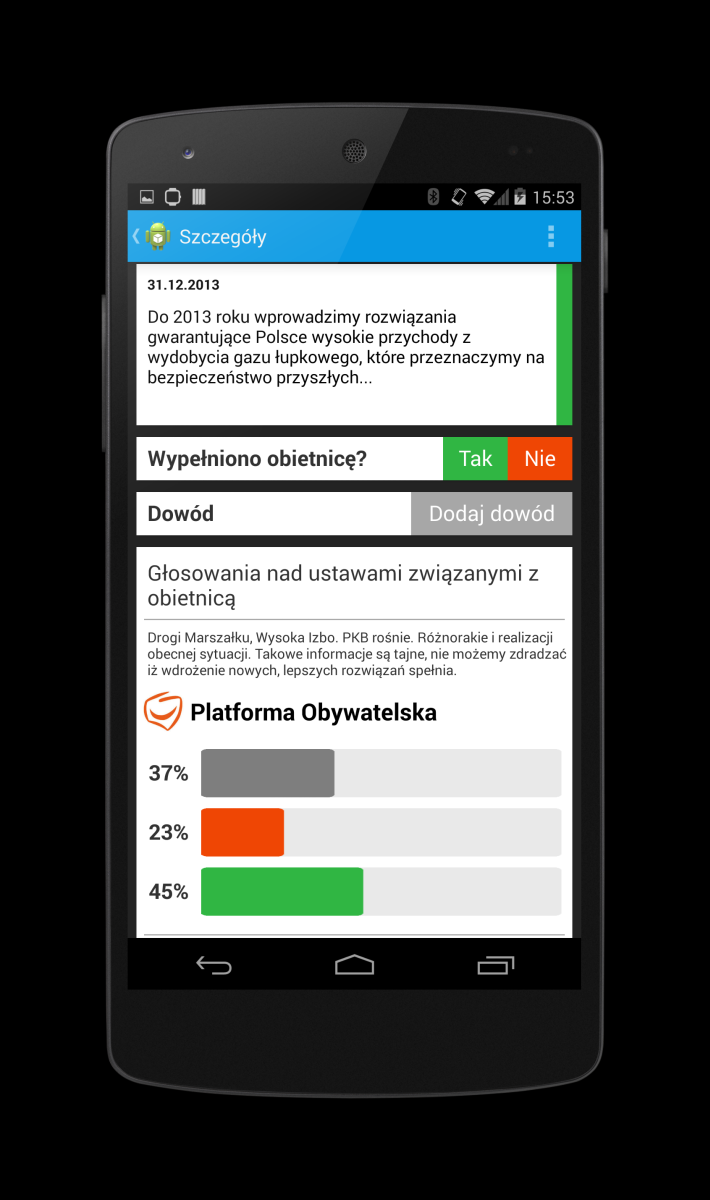 15:53
Szczegóły
31.12.2013
Do 2013 roku wprowadzimy rozwiązania
gwarantujące Polsce wysokie przychody z
wydobycia gazu łupkowego, które przeznaczymy na
bezpieczeństwo przyszłych...
Wypełniono obietnicę? Tak Nie
Dowód Dodaj dowód
Głosowania nad ustawami związanymi z
obietnicą
Drogi Marszałku, Wysoka Izbo. PKB rośnie. Różnorakie i realizacji
obecnej sytuacji. Takowe informacje są tajne, nie możemy zdradzać
iż wdrożenie nowych, lepszych rozwiązań spełnia.
Platforma Obywatelska
37%
23%
45%